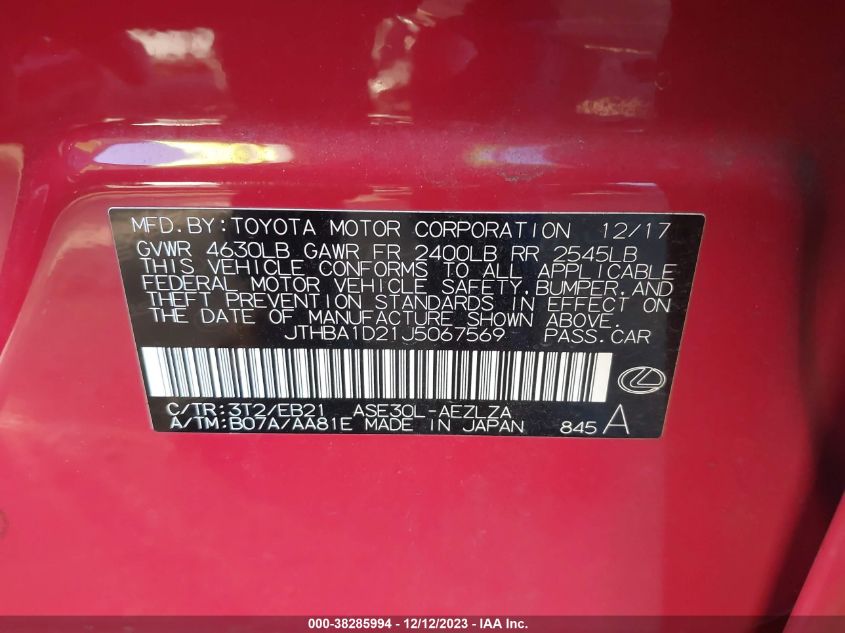 MFD.BY:TOYOTA MOTOR CORPORATION 12/17
GVWR 4630LB GAWR FR 2400LB RR 2545LB
THIS VEHICLE CONFORMS TO ALL APPLICABLE
FEDERAL MOTOR VEHICLE SAFETY,BUMPER,AND
THEFT PREVENTION STANDARDS IN EFFECT ON
THE DATE OF MANUFACTURE SHOWN ABOVE.
JTHBA1D21J5067569 PASS.CAR
C/TR:3T2/EB21 ASE30L-AEZLZA
A/TM:B07A/AA81E MADE IN JAPAN 845 A
000-38285994 - 12/12/2023 - IAA Inc.